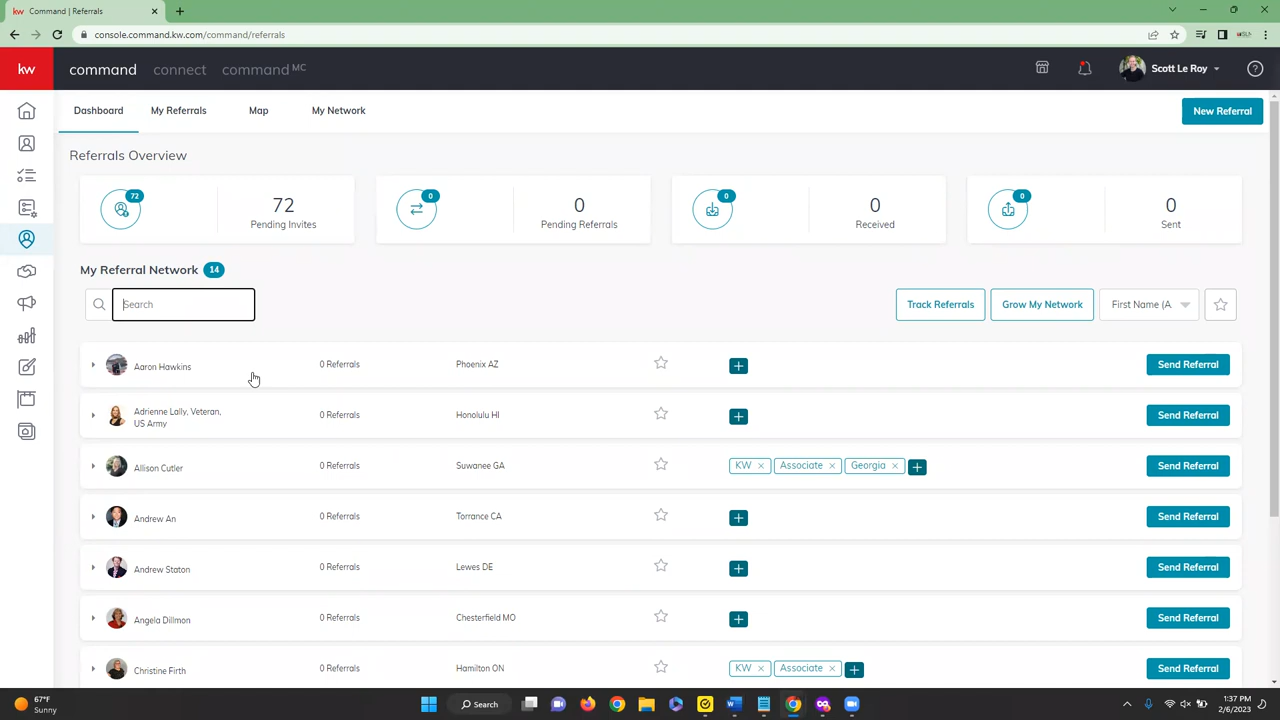 kw Command | Referrals
console.command.kw.com/command/referrals
kw command connect command MC Scott Le Roy
Dashboard My Referrals Map My Network New Referral
Referrals Overview
72 72 Pending Invites
0 0 Pending Referrals
0 0 Received
0 0 Sent
My Referral Network 14
Search Track Referrals Grow My Network First Name (A
Aaron Hawkins 0 Referrals Phoenix AZ + Send Referral
Adrienne Lally, Veteran, US Army 0 Referrals Honolulu HI + Send Referral
Allison Cutler 0 Referrals Suwanee GA KW × Associate × Georgia × + Send Referral
Andrew An 0 Referrals Torrance CA + Send Referral
Andrew Staton 0 Referrals Lewes DE + Send Referral
Angela Dillmon 0 Referrals Chesterfield MO + Send Referral
Christine Firth 0 Referrals Hamilton ON KW × Associate × + Send Referral
67°F
Sunny
Search
1:37 PM
2/6/2023